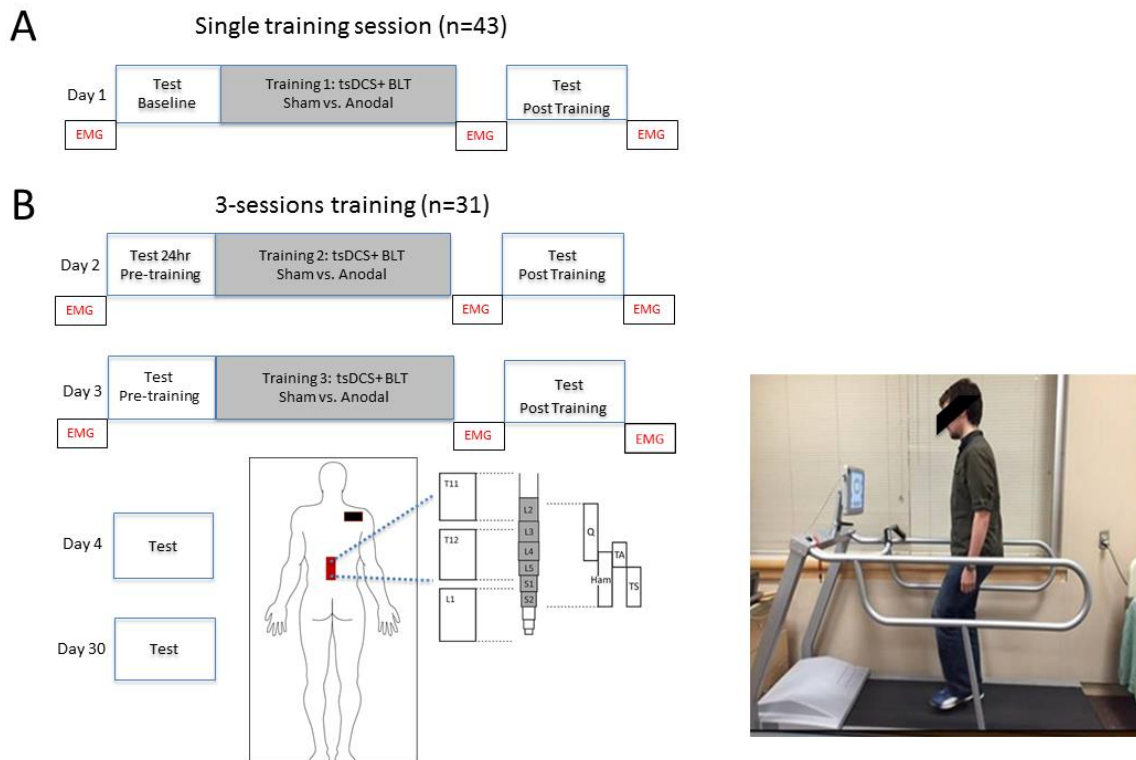 A
Single training session (n=43)
Day 1
Test
Baseline
Training 1: tsDCS+ BLT
Sham vs. Anodal
Test
Post Training
EMG
EMG
EMG
B
3-sessions training (n=31)
Day 2
Test 24hr
Pre-training
Training 2: tsDCS+ BLT
Sham vs. Anodal
Test
Post Training
EMG
EMG
EMG
Day 3
Test
Pre-training
Training 3: tsDCS+ BLT
Sham vs. Anodal
Test
Post Training
EMG
EMG
EMG
Day 4
Test
Day 30
Test
T11
T12
L1
L2
L3
L4
L5
S1
S2
Q
Ham
TA
TS